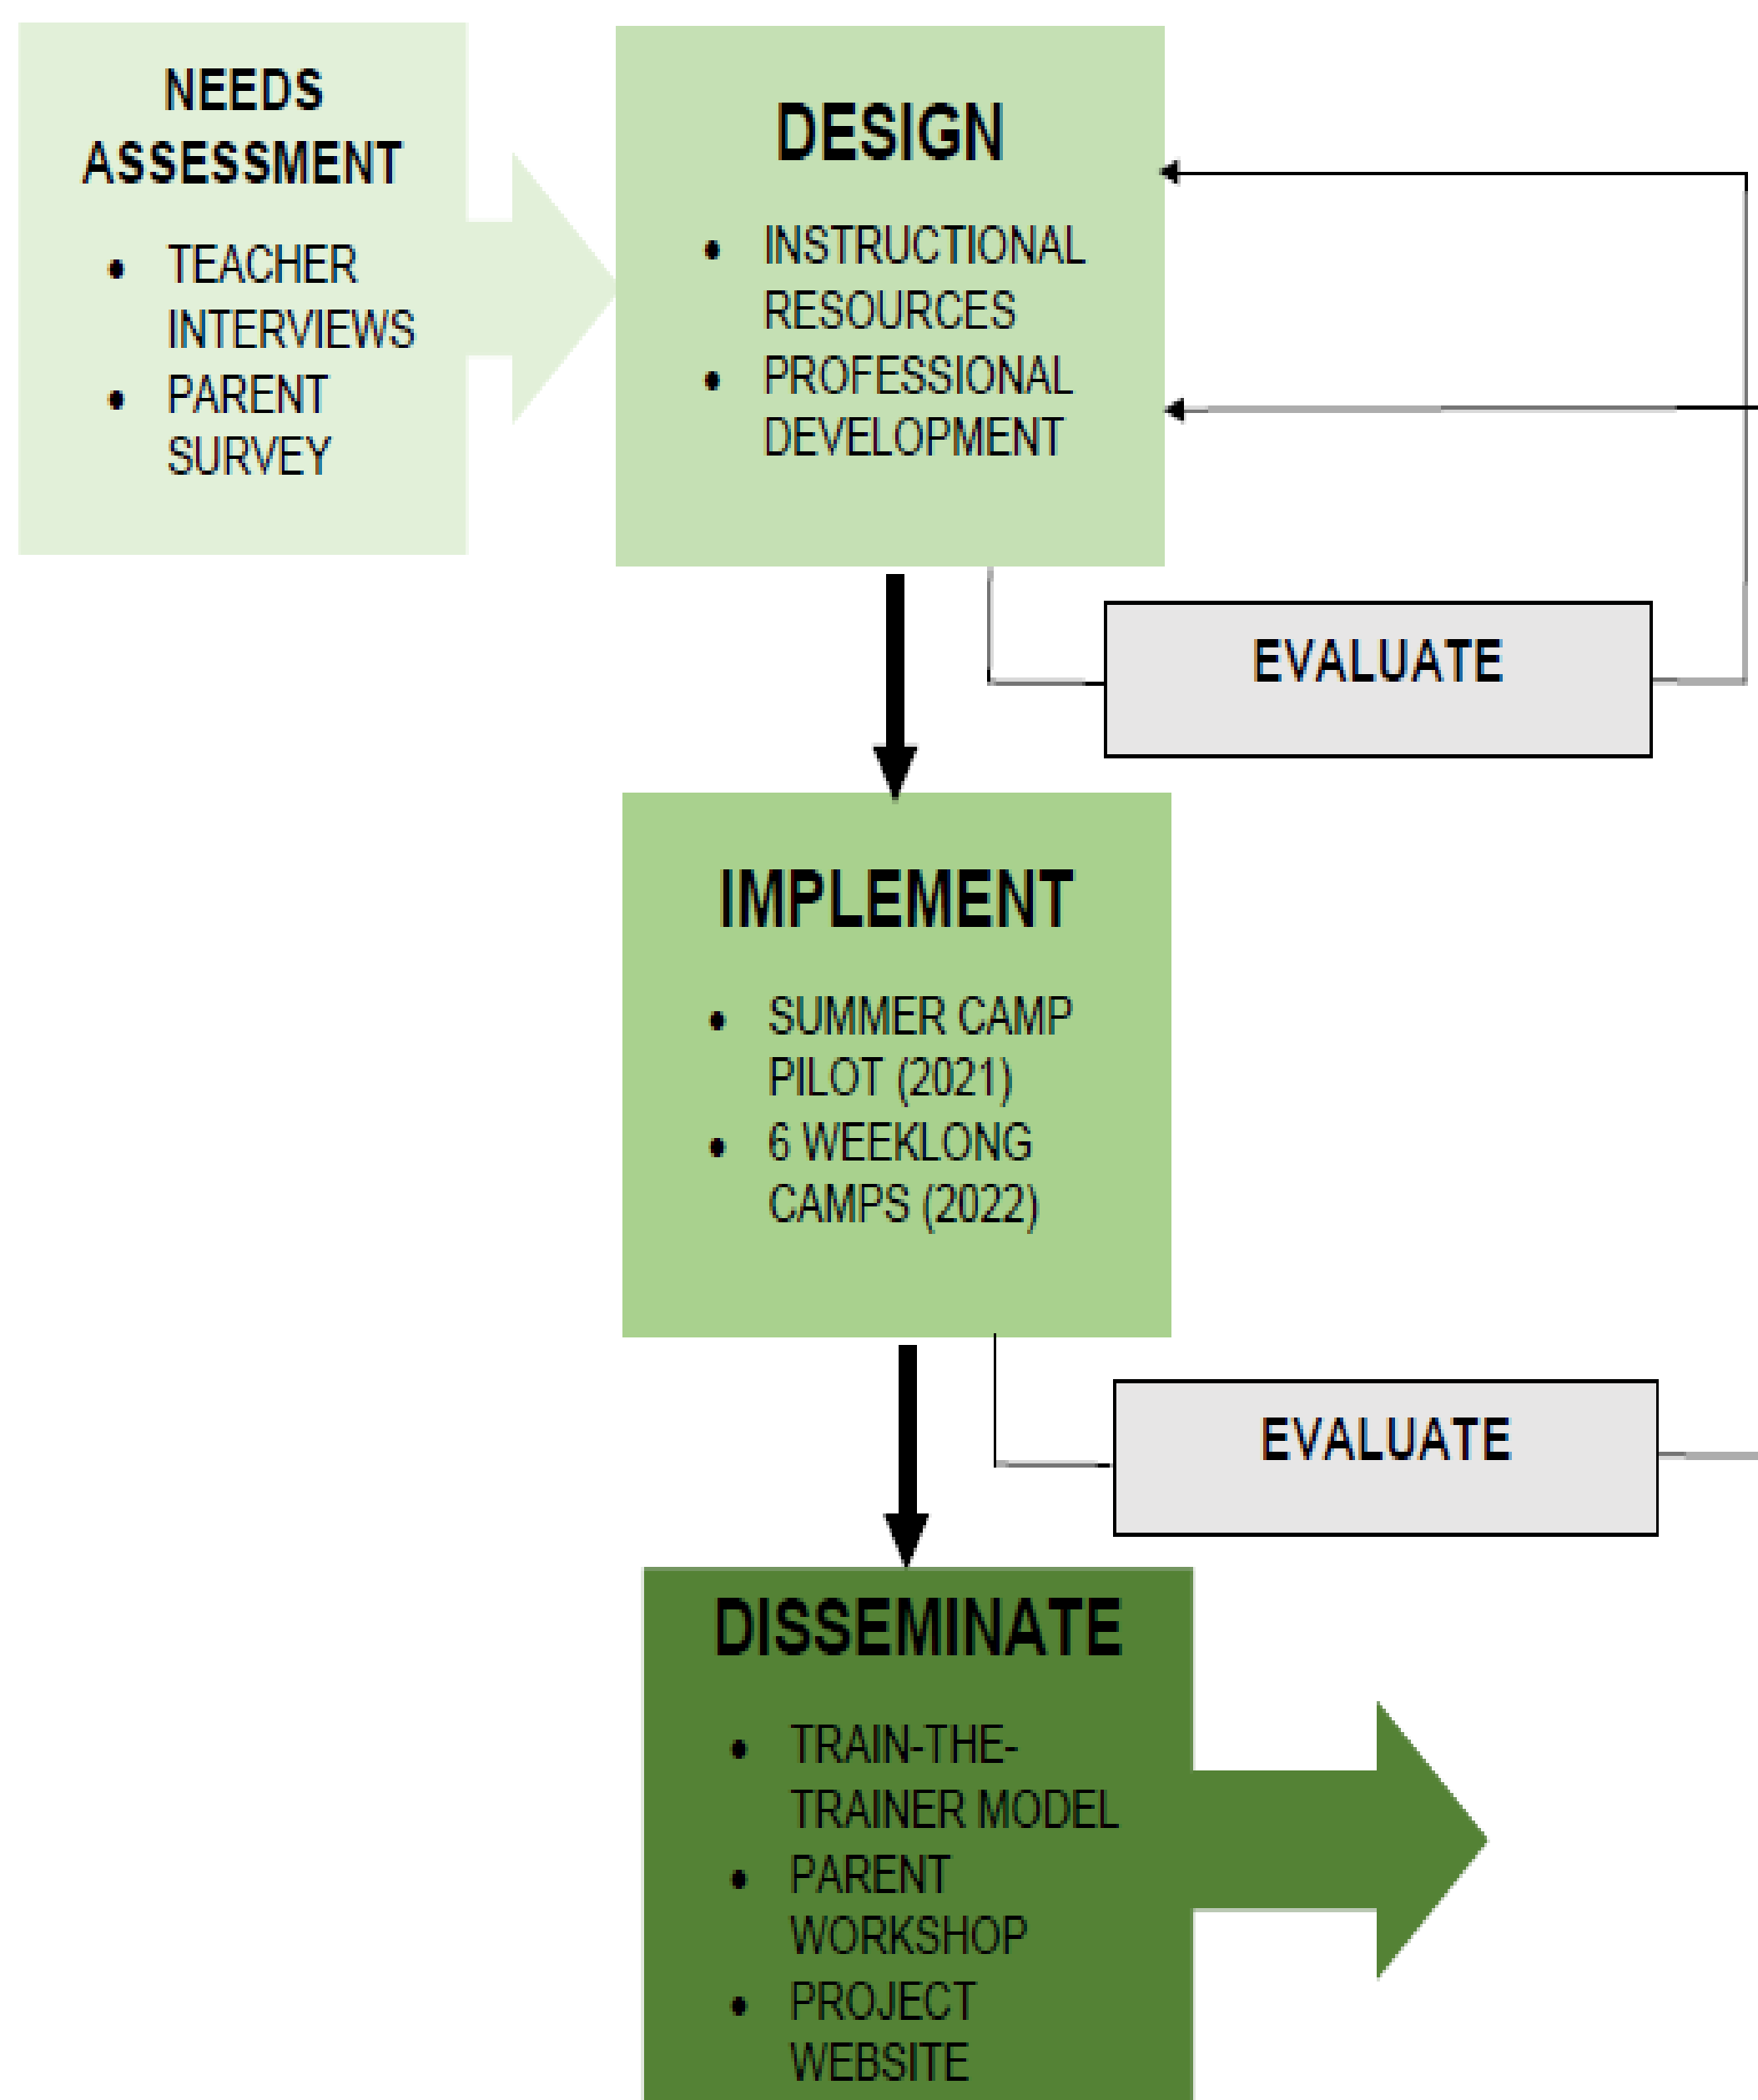 NEEDS
ASSESSMENT
• TEACHER
INTERVIEWS
• PARENT
SURVEY
DESIGN
• INSTRUCTIONAL
RESOURCES
• PROFESSIONAL
DEVELOPMENT
EVALUATE
IMPLEMENT
• SUMMER CAMP
PILOT (2021)
• 6 WEEKLONG
CAMPS (2022)
EVALUATE
DISSEMINATE
• TRAIN-THE-
TRAINER MODEL
• PARENT
WORKSHOP
• PROJECT
WEBSITE